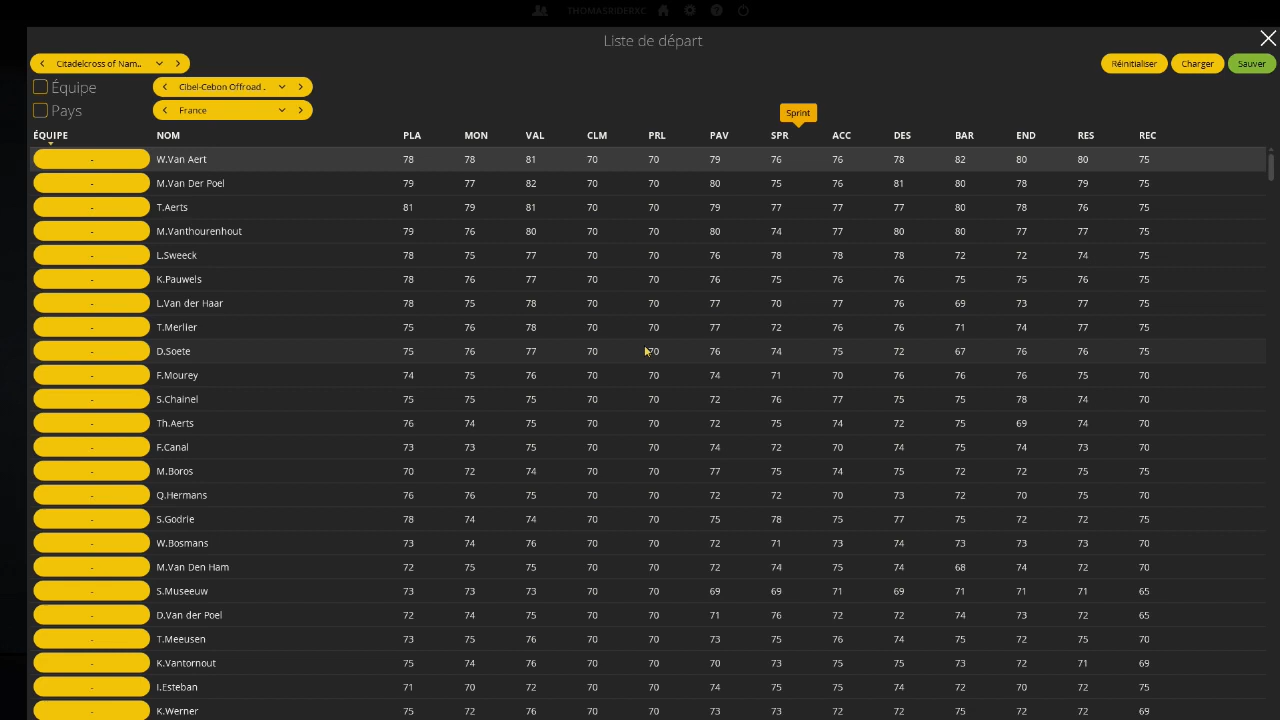 THOMASRIDERXC
Liste de départ
Citadelcross of Nam..
Réinitialiser Charger Sauver
Équipe Cibel-Cebon Offroad .
Pays France
Sprint
ÉQUIPE NOM PLA MON VAL CLM PRL PAV SPR ACC DES BAR END RES REC
- W.Van Aert 78 78 81 70 70 79 76 76 78 82 80 80 75
- M.Van Der Poel 79 77 82 70 70 80 75 76 81 80 78 79 75
- T.Aerts 81 79 81 70 70 79 77 77 77 80 78 76 75
- M.Vanthourenhout 79 76 80 70 70 80 74 77 80 80 77 77 75
- L.Sweeck 78 75 77 70 70 76 78 78 78 72 72 74 75
- K.Pauwels 78 76 77 70 70 76 75 76 76 75 75 76 75
- L.Van der Haar 78 75 78 70 70 77 70 77 76 69 73 77 75
- T.Merlier 75 76 78 70 70 77 72 76 76 71 74 77 75
- D.Soete 75 76 77 70 70 76 74 75 72 67 76 76 75
- F.Mourey 74 75 76 70 70 74 71 70 76 76 76 75 70
- S.Chainel 75 75 75 70 70 72 76 77 75 75 78 74 70
- Th.Aerts 76 74 75 70 70 72 75 74 72 75 69 74 70
- F.Canal 73 73 75 70 70 74 72 70 74 75 74 73 70
- M.Boros 70 72 74 70 70 77 75 74 75 72 72 75 75
- Q.Hermans 76 76 75 70 70 72 72 70 73 72 70 75 70
- S.Godrie 78 74 74 70 70 75 78 75 77 75 72 72 75
- W.Bosmans 73 74 76 70 70 72 71 73 74 73 73 73 70
- M.Van Den Ham 72 75 75 70 70 72 74 75 74 68 74 72 70
- S.Museeuw 73 73 73 70 70 69 69 71 69 71 71 71 65
- D.Van der Poel 72 74 75 70 70 71 76 72 72 74 73 72 65
- T.Meeusen 73 75 76 70 70 73 75 76 74 75 72 75 70
- K.Vantornout 75 74 76 70 70 70 73 75 75 73 72 71 69
- I.Esteban 71 70 72 70 70 74 75 75 74 72 70 72 75
- K.Werner 75 72 76 70 70 73 73 72 72 75 72 72 69